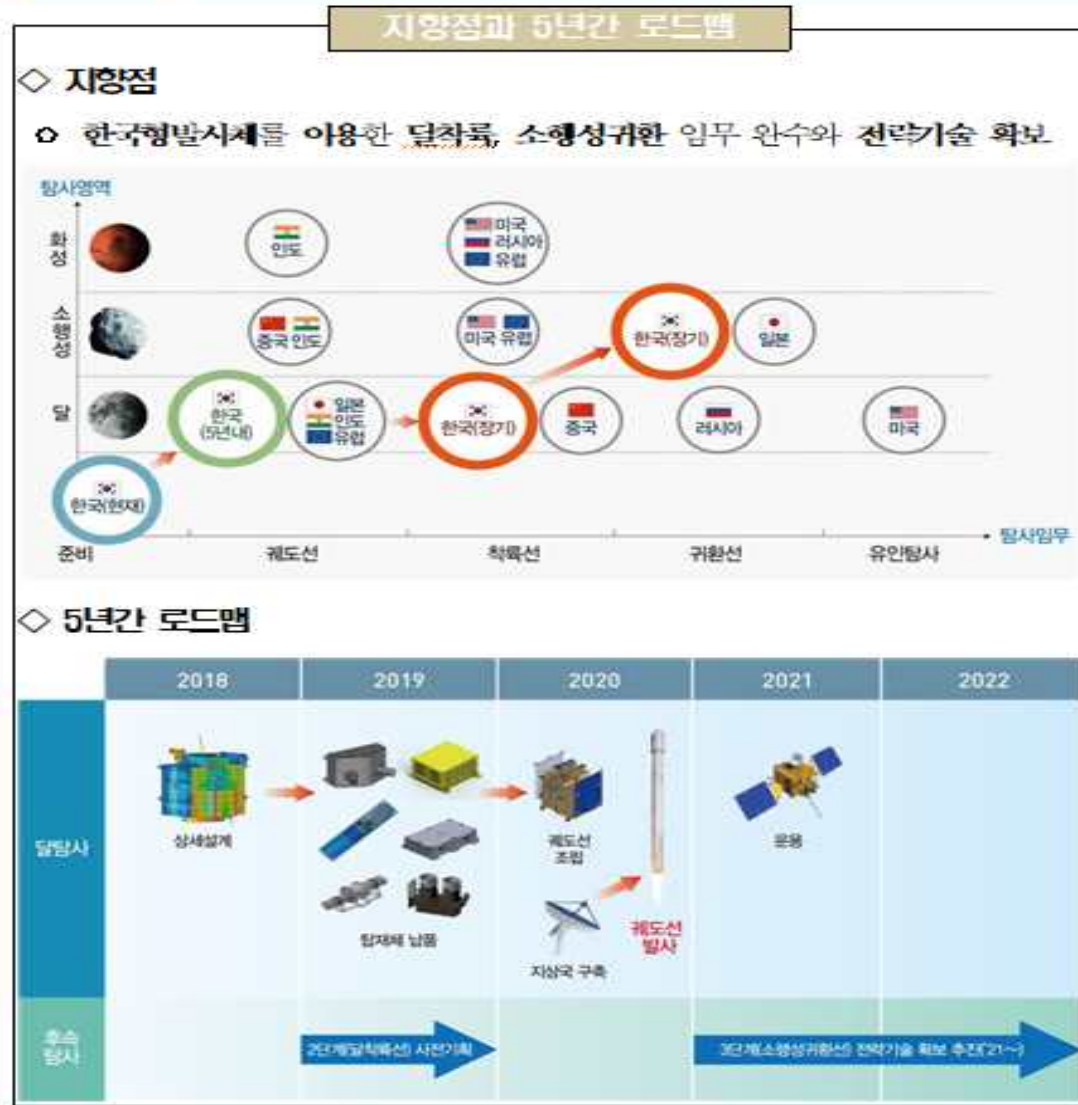 지향점과 5년간 로드맵
◇ 지향점
한국형발사체를 이용한 달착륙, 소행성귀환 임무 완수와 전략기술 확보
탐사영역
화성
인도
미국
러시아
유럽
소행성
중국 인도
미국 유럽
한국(장기)
일본
달
한국
(5년내)
일본
인도
유럽
한국(장기)
중국
러시아
미국
한국(현재)
준비
궤도선
착륙선
귀환선
유인탐사
탐사임무
◇ 5년간 로드맵
2018
2019
2020
2021
2022
달탐사
상세설계
탑재체 납품
궤도선
조립
지상국 구축
궤도선
발사
운용
후속
탐사
2단계(달착륙선) 사전기획
3단계(소행성귀환선) 전략기술 확보 추진('21~)